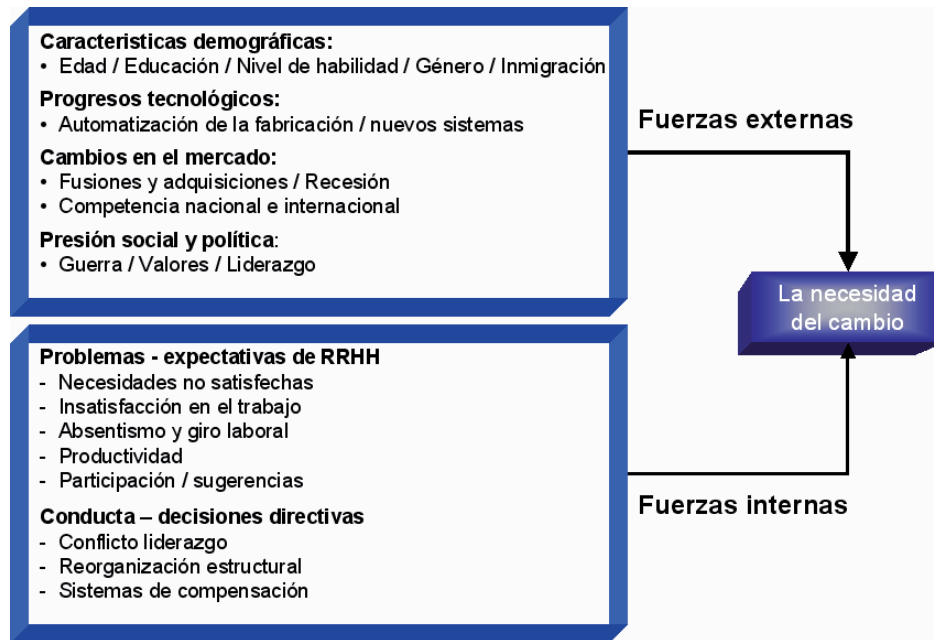 Caracteristicas demográficas:
• Edad / Educación / Nivel de habilidad / Género / Inmigración
Progresos tecnológicos:
• Automatización de la fabricación / nuevos sistemas
Cambios en el mercado:
• Fusiones y adquisiciones / Recesión
• Competencia nacional e internacional
Presión social y política:
• Guerra / Valores / Liderazgo
Fuerzas externas
La necesidad
del cambio
Problemas - expectativas de RRHH
- Necesidades no satisfechas
- Insatisfacción en el trabajo
- Absentismo y giro laboral
- Productividad
- Participación / sugerencias
Conducta – decisiones directivas
- Conflicto liderazgo
- Reorganización estructural
- Sistemas de compensación
Fuerzas internas